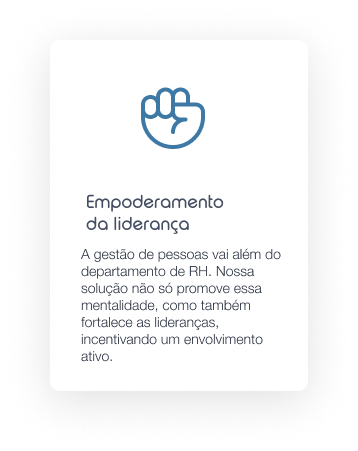 Empoderamento
da liderança
A gestão de pessoas vai além do
departamento de RH. Nossa
solução não só promove essa
mentalidade, como também
fortalece as lideranças,
incentivando um envolvimento
ativo.